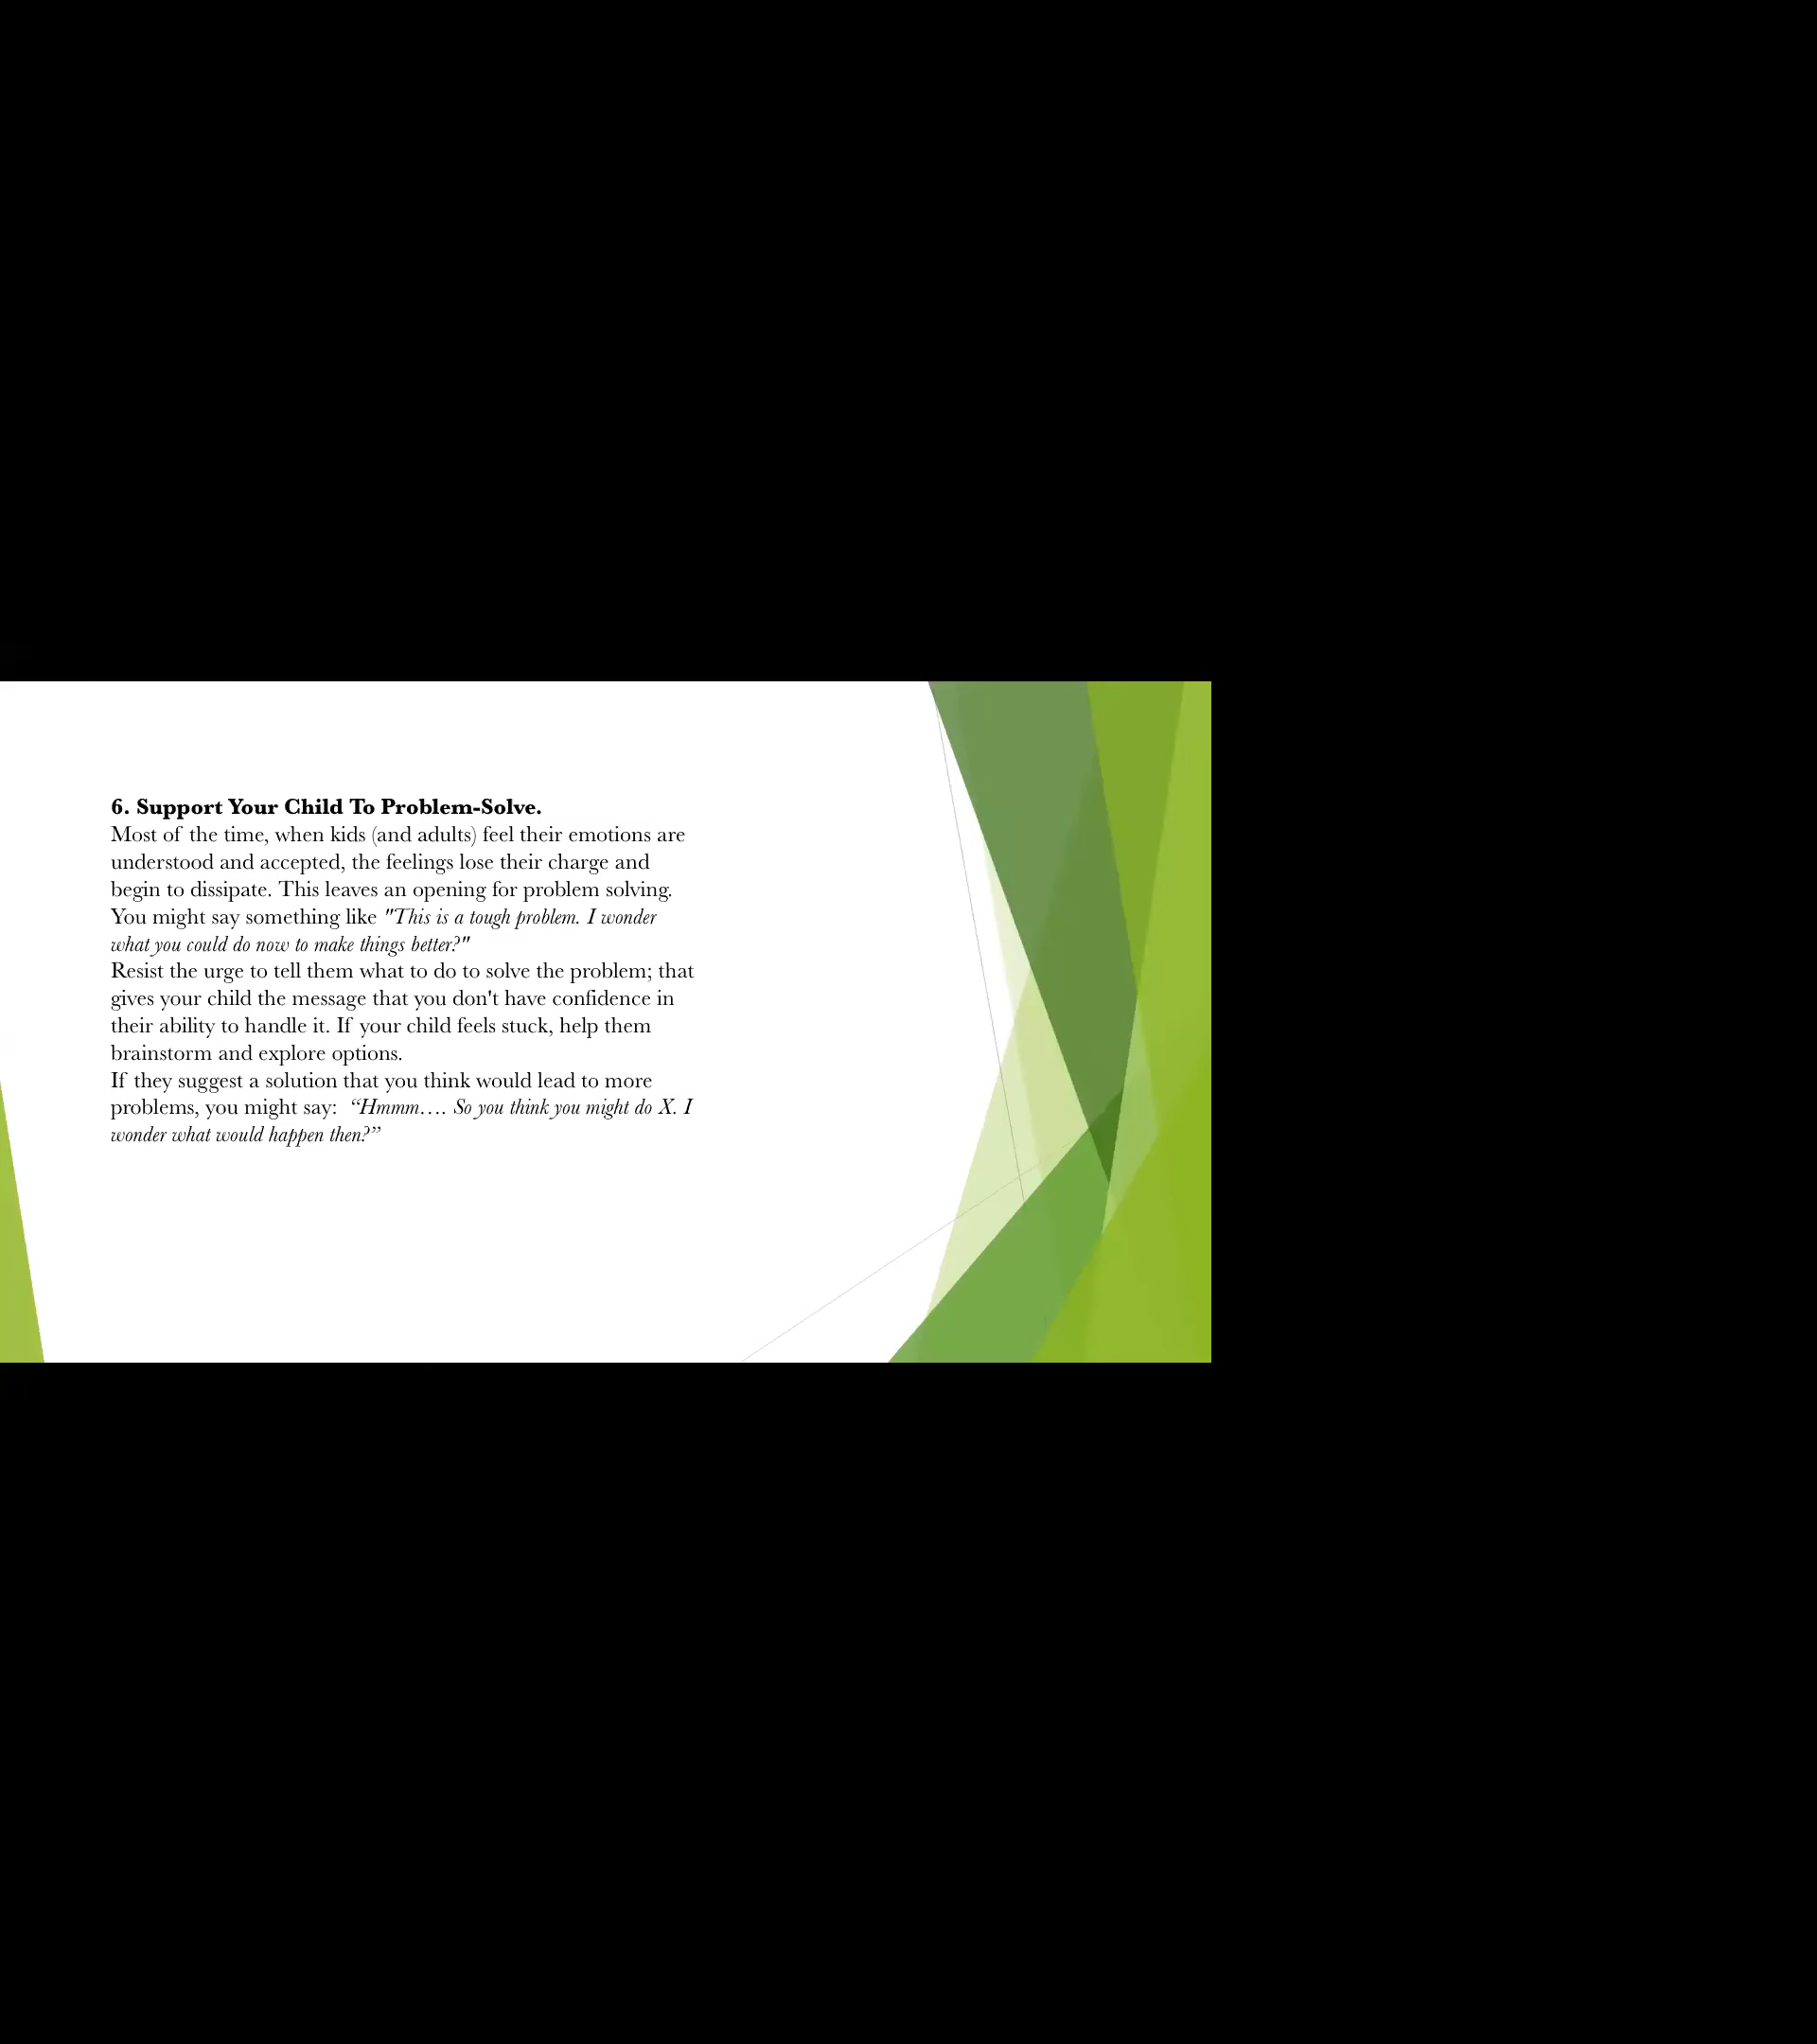 6. Support Your Child To Problem-Solve.
Most of the time, when kids (and adults) feel their emotions are
understood and accepted, the feelings lose their charge and
begin to dissipate. This leaves an opening for problem solving.
You might say something like "This is a tough problem. I wonder
what you could do now to make things better?"
Resist the urge to tell them what to do to solve the problem; that
gives your child the message that you don't have confidence in
their ability to handle it. If your child feels stuck, help them
brainstorm and explore options.
If they suggest a solution that you think would lead to more
problems, you might say:  “Hmmm…. So you think you might do X. I
wonder what would happen then?”